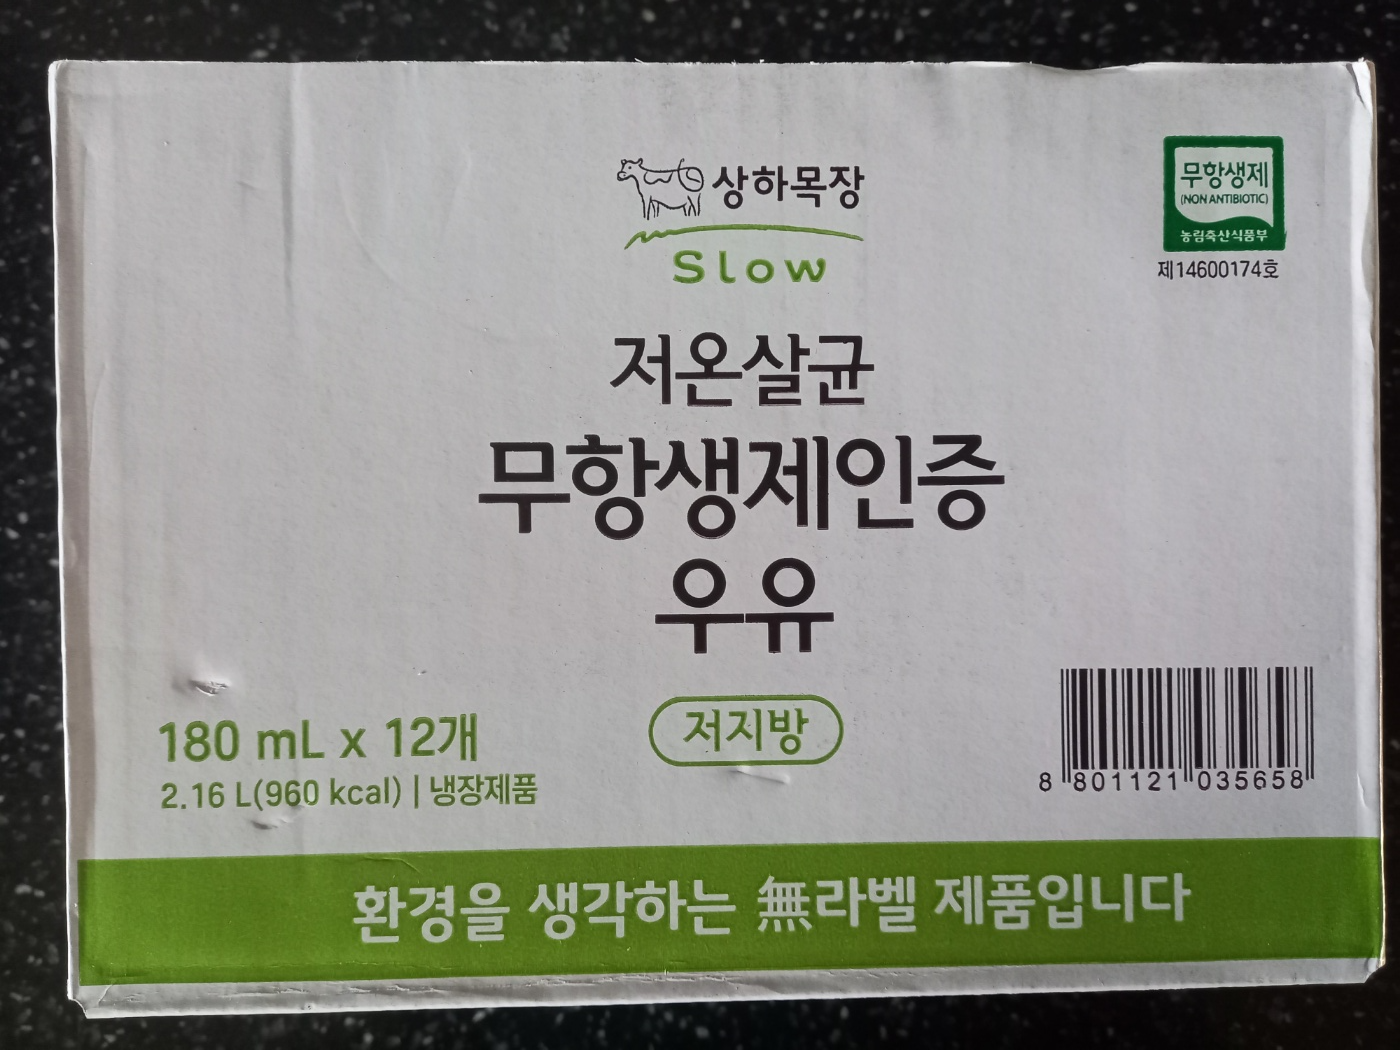 상하목장
Slow
무항생제
(NON ANTIBIOTIC)
농림축산식품부
제14600174호
저온살균
무항생제인증
우유
저지방
180 mL x 12개
2.16 L(960 kcal) | 냉장제품
8 801121 035658
환경을 생각하는 無라벨 제품입니다